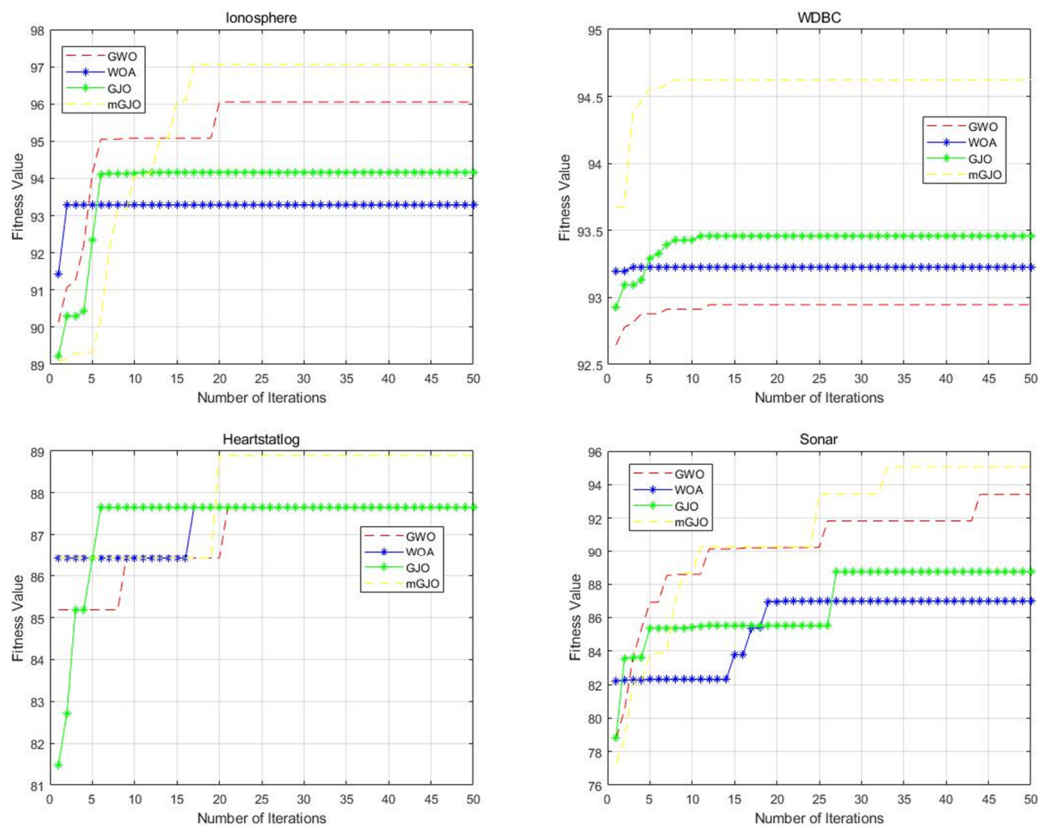 Ionosphere
98
97
96
95
94
93
92
91
90
89
Fitness Value
GWO
WOA
GJO
mGJO
0 5 10 15 20 25 30 35 40 45 50
Number of Iterations
WDBC
95
94.5
94
93.5
93
92.5
Fitness Value
GWO
WOA
GJO
mGJO
0 5 10 15 20 25 30 35 40 45 50
Number of Iterations
Heartstatlog
89
88
87
86
85
84
83
82
81
Fitness Value
GWO
WOA
GJO
mGJO
0 5 10 15 20 25 30 35 40 45 50
Number of Iterations
Sonar
96
94
92
90
88
86
84
82
80
78
76
Fitness Value
GWO
WOA
GJO
mGJO
0 5 10 15 20 25 30 35 40 45 50
Number of Iterations